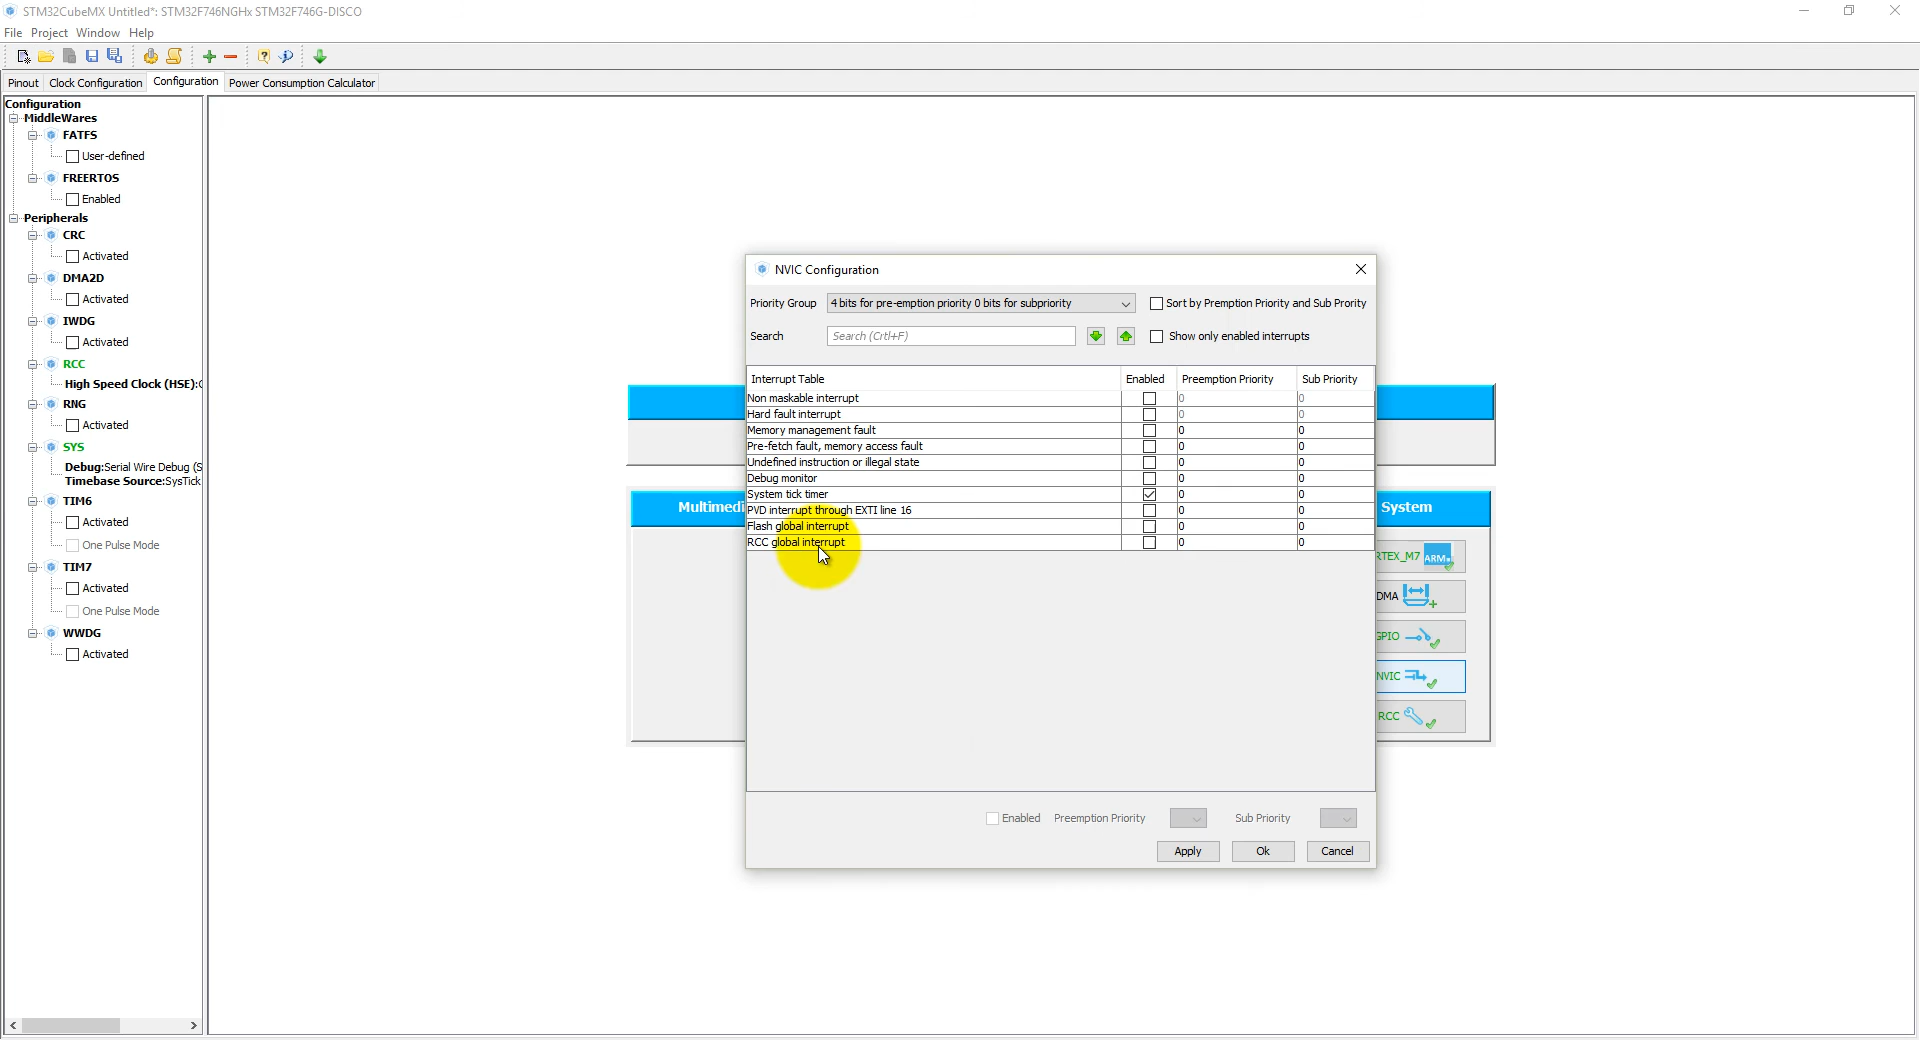 STM32CubeMX Untitled*: STM32F746NGHx STM32F746G-DISCO
File Project Window Help
Pinout Clock Configuration Configuration Power Consumption Calculator
Configuration
MiddleWares
FATFS
User-defined
FREERTOS
Enabled
Peripherals
CRC
Activated
DMA2D
Activated
IWDG
Activated
RCC
High Speed Clock (HSE):
RNG
Activated
SYS
Debug:Serial Wire Debug (S
Timebase Source:SysTick
TIM6
Activated
One Pulse Mode
TIM7
Activated
One Pulse Mode
WWDG
Activated
Multimedi
System
RTEX_M7 ARM
DMA
GPIO
NVIC
RCC
NVIC Configuration
Priority Group 4 bits for pre-emption priority 0 bits for subpriority Sort by Premption Priority and Sub Prority
Search Search (Crtl+F) Show only enabled interrupts
Interrupt Table Enabled Preemption Priority Sub Priority
Non maskable interrupt 0 0
Hard fault interrupt 0 0
Memory management fault 0 0
Pre-fetch fault, memory access fault 0 0
Undefined instruction or illegal state 0 0
Debug monitor 0 0
System tick timer 0 0
PVD interrupt through EXTI line 16 0 0
Flash global interrupt 0 0
RCC global interrupt 0 0
Enabled Preemption Priority Sub Priority
Apply Ok Cancel